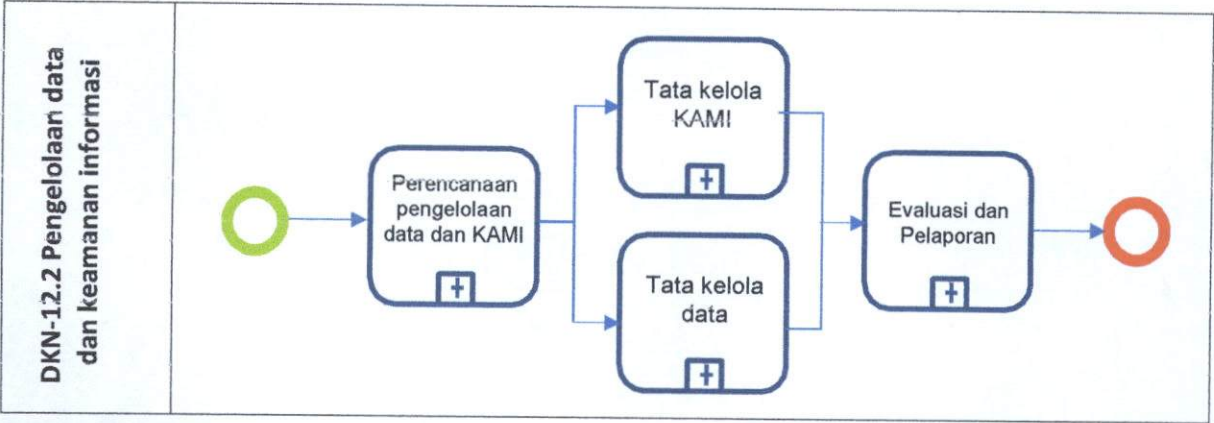 DKN-12.2 Pengelolaan data
dan keamanan informasi
Perencanaan
pengelolaan
data dan KAMI
Tata kelola
KAMI
Tata kelola
data
Evaluasi dan
Pelaporan